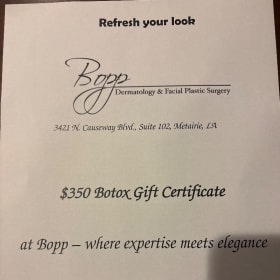 Refresh your look
Bopp
Dermatology & Facial Plastic Surgery
3421 N. Causeway Blvd., Suite 102, Metairie, LA
$350 Botox Gift Certificate
at Bopp – where expertise meets elegance